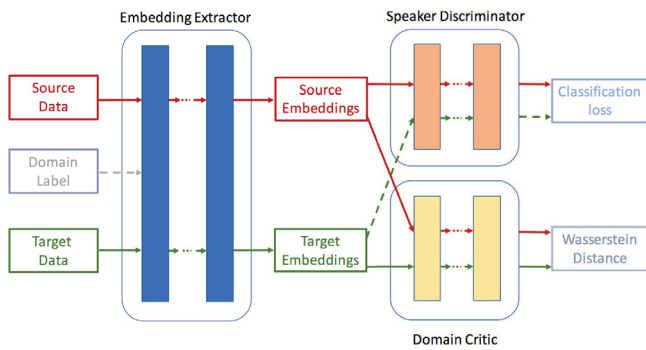 Embedding Extractor
Speaker Discriminator
Source
Data
Source
Embeddings
Classification
loss
Domain
Label
Target
Data
Target
Embeddings
Wasserstein
Distance
Domain Critic